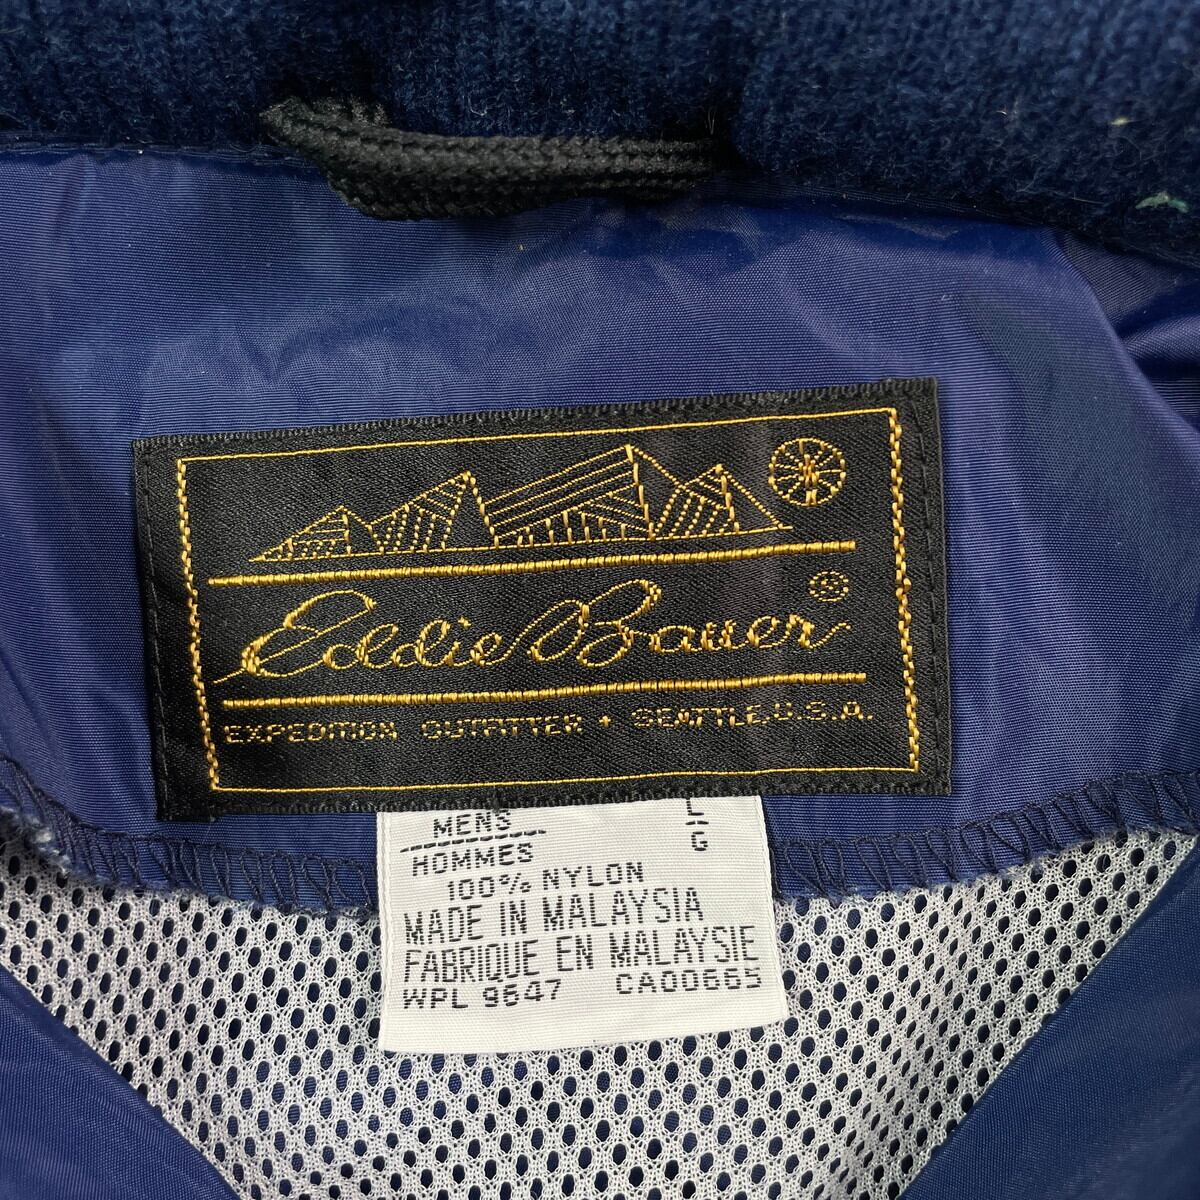 Eddie Bauer®
EXPEDITION OUTFITTER • SEATTLE, U.S.A.
MENS L
HOMMES G
100% NYLON
MADE IN MALAYSIA
FABRIQUE EN MALAYSIE
WPL 9647 CA00665